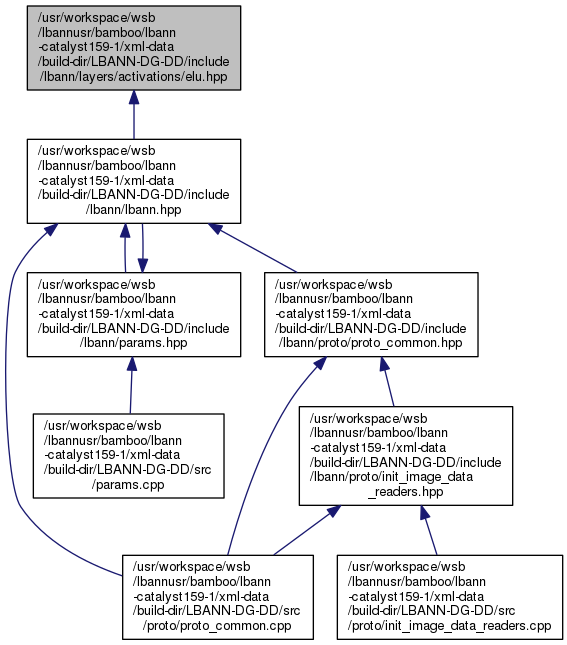 /usr/workspace/wsb
/lbannusr/bamboo/lbann
-catalyst159-1/xml-data
/build-dir/LBANN-DG-DD/include
/lbann/layers/activations/elu.hpp
/usr/workspace/wsb
/lbannusr/bamboo/lbann
-catalyst159-1/xml-data
/build-dir/LBANN-DG-DD/include
/lbann/lbann.hpp
/usr/workspace/wsb
/lbannusr/bamboo/lbann
-catalyst159-1/xml-data
/build-dir/LBANN-DG-DD/include
/lbann/params.hpp
/usr/workspace/wsb
/lbannusr/bamboo/lbann
-catalyst159-1/xml-data
/build-dir/LBANN-DG-DD/include
/lbann/proto/proto_common.hpp
/usr/workspace/wsb
/lbannusr/bamboo/lbann
-catalyst159-1/xml-data
/build-dir/LBANN-DG-DD/src
/params.cpp
/usr/workspace/wsb
/lbannusr/bamboo/lbann
-catalyst159-1/xml-data
/build-dir/LBANN-DG-DD/include
/lbann/proto/init_image_data
_readers.hpp
/usr/workspace/wsb
/lbannusr/bamboo/lbann
-catalyst159-1/xml-data
/build-dir/LBANN-DG-DD/src
/proto/proto_common.cpp
/usr/workspace/wsb
/lbannusr/bamboo/lbann
-catalyst159-1/xml-data
/build-dir/LBANN-DG-DD/src
/proto/init_image_data_readers.cpp